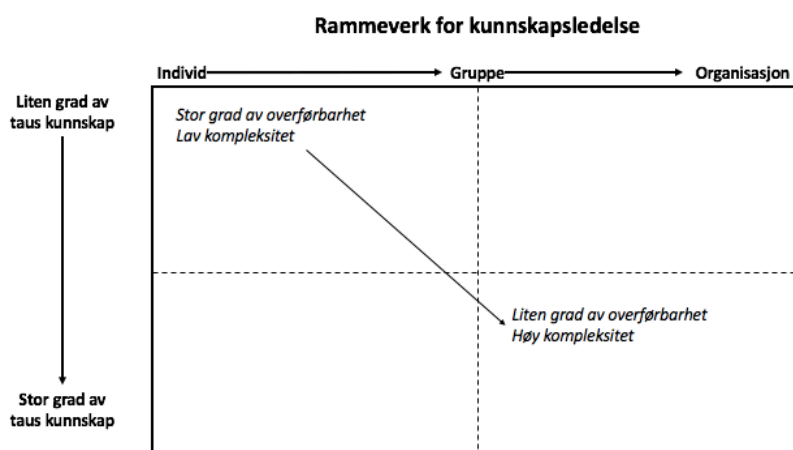 Rammeverk for kunnskapsledelse
Individ
Gruppe
Organisasjon
Liten grad av
taus kunnskap
Stor grad av overførbarhet
Lav kompleksitet
Liten grad av overførbarhet
Høy kompleksitet
Stor grad av
taus kunnskap